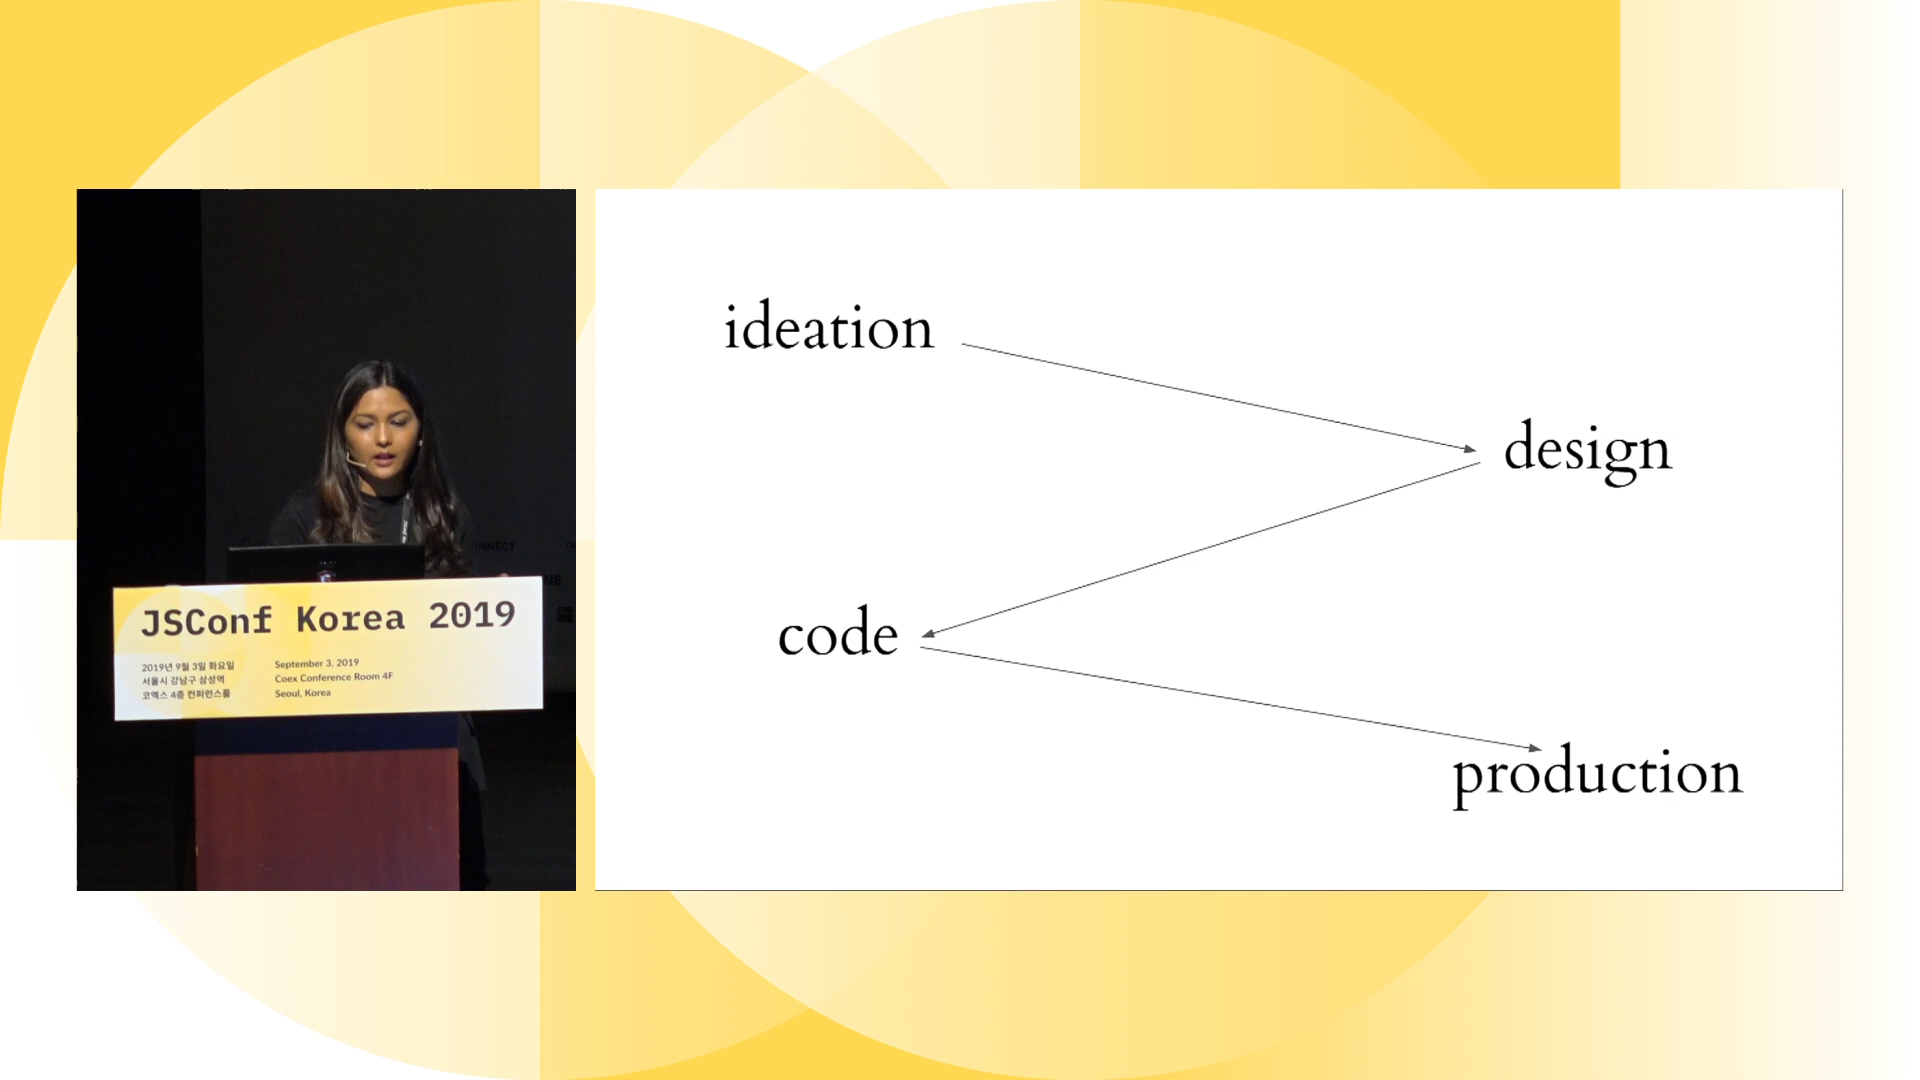 ideation
design
code
production
JSConf Korea 2019
2019년 9월 3일 화요일
서울시 강남구 삼성역
코엑스 4층 컨퍼런스룸
September 3, 2019
Coex Conference Room 4F
Seoul, Korea